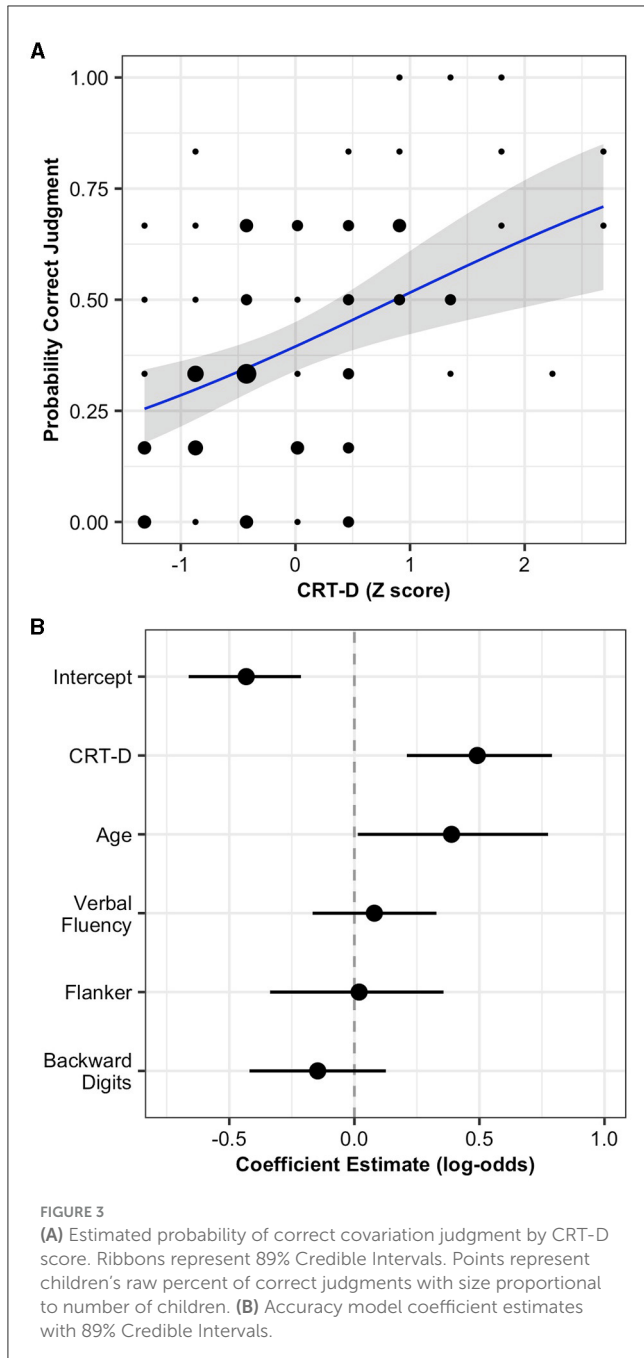 A
1.00
0.75
0.50
0.25
0.00
Probability Correct Judgment
-1 0 1 2
CRT-D (Z score)
B
Intercept
CRT-D
Age
Verbal
Fluency
Flanker
Backward
Digits
-0.5 0.0 0.5 1.0
Coefficient Estimate (log-odds)
FIGURE 3
(A) Estimated probability of correct covariation judgment by CRT-D
score. Ribbons represent 89% Credible Intervals. Points represent
children's raw percent of correct judgments with size proportional
to number of children. (B) Accuracy model coefficient estimates
with 89% Credible Intervals.